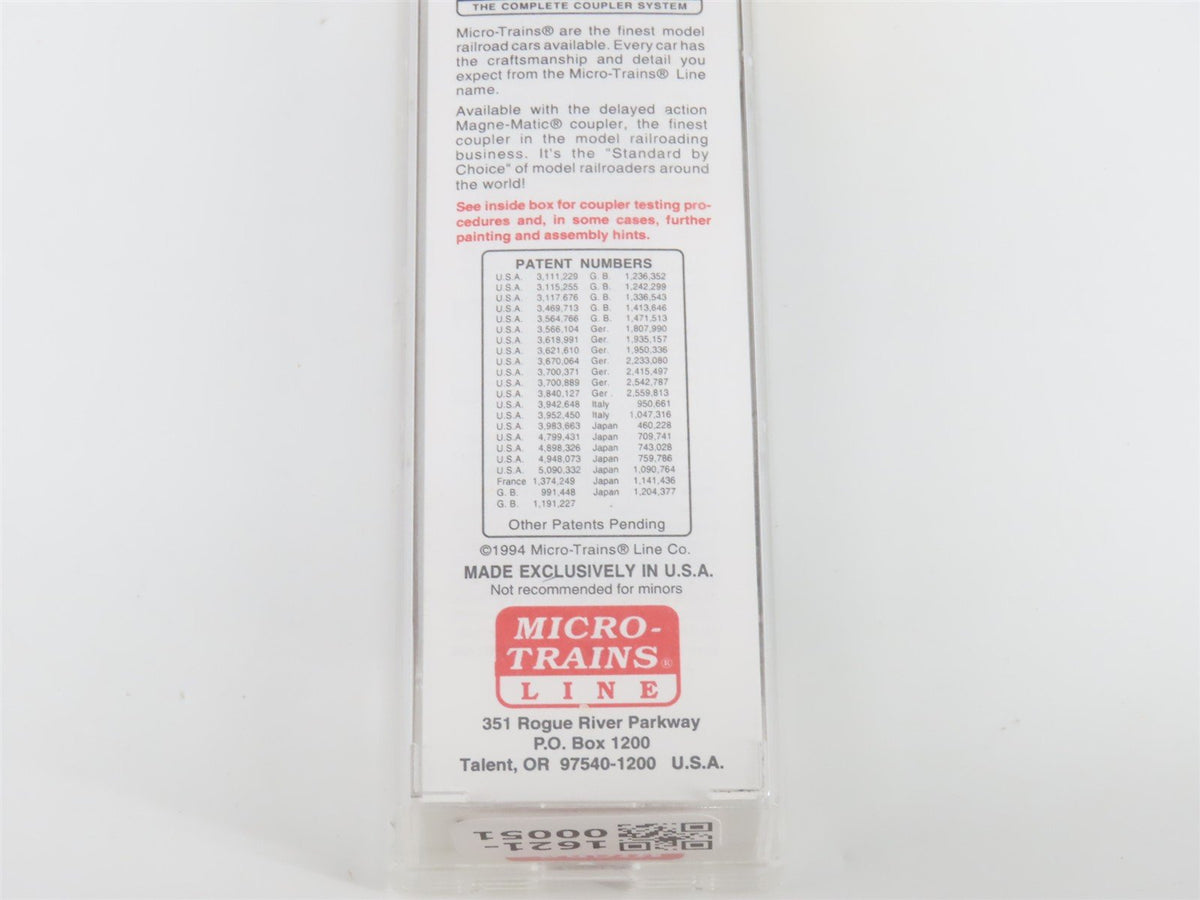 THE COMPLETE COUPLER SYSTEM
Micro-Trains® are the finest model
railroad cars available. Every car has
the craftsmanship and detail you
expect from the Micro-Trains® Line
name.
Available with the delayed action
Magne-Matic® coupler, the finest
coupler in the model railroading
business. It's the "Standard by
Choice" of model railroaders around
the world!
See inside box for coupler testing pro-
cedures and, in some cases, further
painting and assembly hints.
PATENT NUMBERS
U.S.A. 3,111,229 G. B. 1,236,352
U.S.A. 3,115,255 G. B. 1,242,299
U.S.A. 3,117,676 G. B. 1,336,543
U.S.A. 3,469,713 G. B. 1,413,646
U.S.A. 3,564,766 G. B. 1,471,513
U.S.A. 3,566,104 Ger. 1,807,990
U.S.A. 3,619,991 Ger. 1,935,157
U.S.A. 3,621,610 Ger. 1,950,336
U.S.A. 3,670,064 Ger. 2,233,080
U.S.A. 3,700,371 Ger. 2,415,497
U.S.A. 3,700,889 Ger. 2,542,787
U.S.A. 3,840,127 Ger . 2,559,813
U.S.A. 3,942,648 Italy 950,661
U.S.A. 3,952,450 Italy 1,047,316
U.S.A. 3,983,663 Japan 460,228
U.S.A. 4,799,431 Japan 709,741
U.S.A. 4,898,326 Japan 743,028
U.S.A. 4,948,073 Japan 759,786
U.S.A. 5,090,332 Japan 1,090,764
France 1,374,249 Japan 1,141,436
G. B. 991,448 Japan 1,204,377
G. B. 1,191,227
Other Patents Pending
©1994 Micro-Trains® Line Co.
MADE EXCLUSIVELY IN U.S.A.
Not recommended for minors
MICRO-
TRAINS®
LINE
351 Rogue River Parkway
P.O. Box 1200
Talent, OR 97540-1200 U.S.A.
1621-
00051